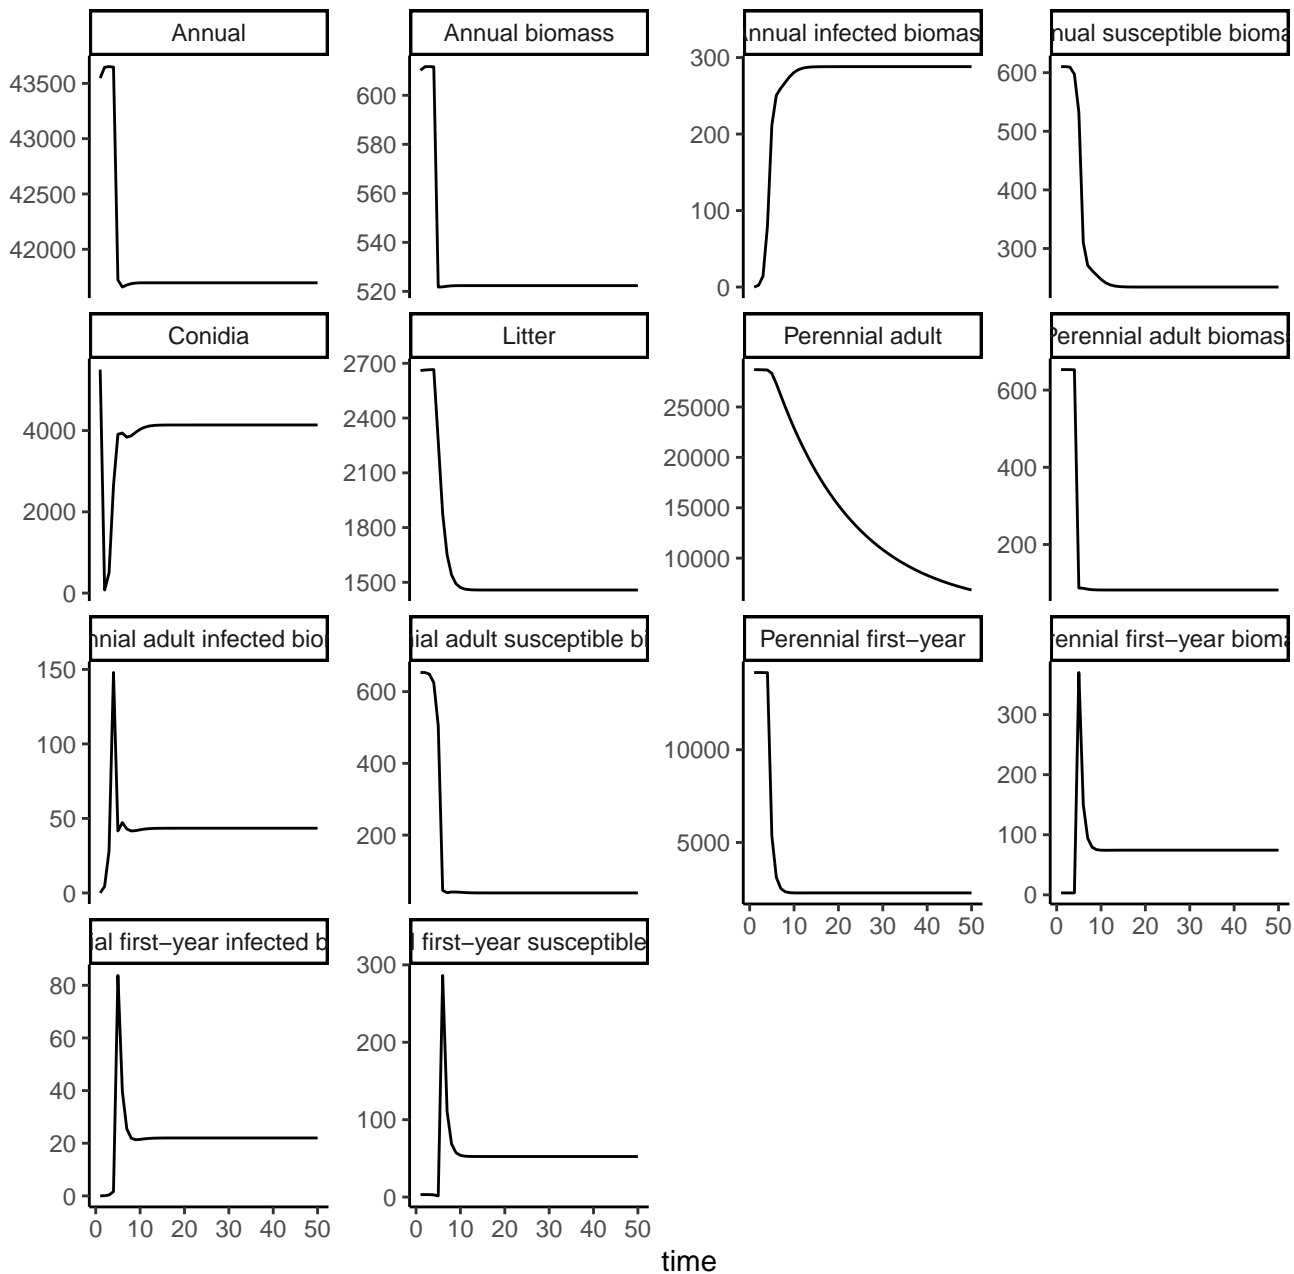 Annual
Annual biomass
Annual infected biomas
nual susceptible bioma
43500
43000
42500
42000
600
580
560
540
520
300
200
100
0
600
500
400
300
Conidia
Litter
Perennial adult
Perennial adult biomas
4000
2000
0
2700
2400
2100
1800
1500
25000
20000
15000
10000
600
400
200
nnial adult infected bio
ial adult susceptible bi
Perennial first−year
rennial first−year bioma
150
100
50
0
600
400
200
10000
5000
300
200
100
0
0 10 20 30 40 50
0 10 20 30 40 50
ial first−year infected b
l first−year susceptible
80
60
40
20
0
300
200
100
0
0 10 20 30 40 50
0 10 20 30 40 50
time